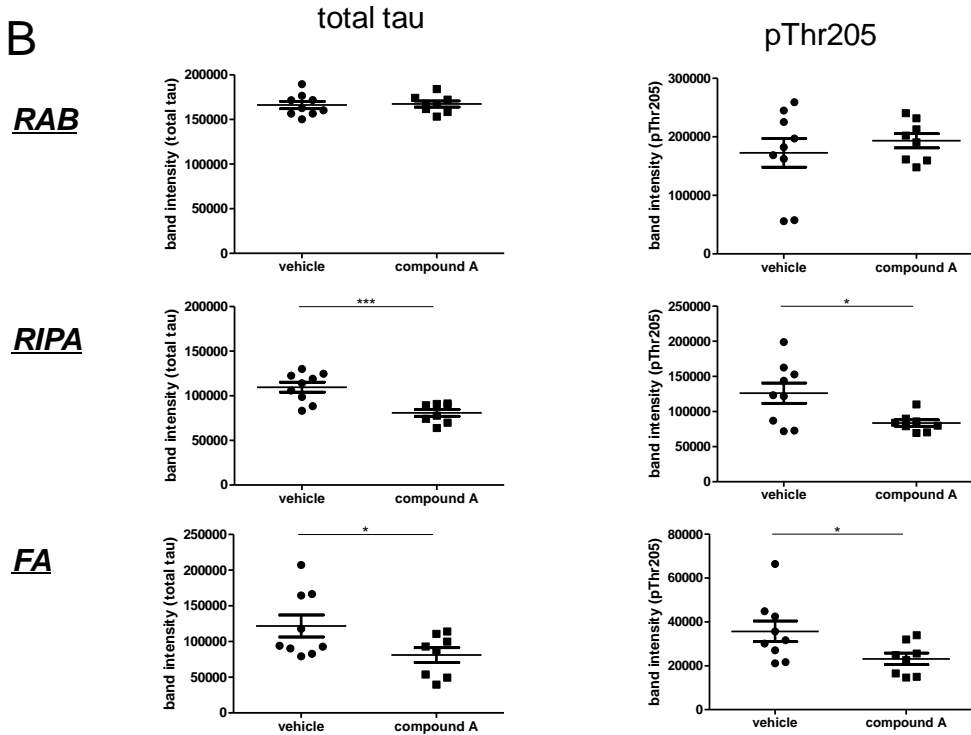 B
total tau
pThr205
RAB
band intensity (total tau)
200000
150000
100000
50000
0
vehicle
compound A
band intensity (pThr205)
300000
200000
100000
0
vehicle
compound A
RIPA
band intensity (total tau)
200000
150000
100000
50000
0
***
vehicle
compound A
band intensity (pThr205)
250000
200000
150000
100000
50000
0
*
vehicle
compound A
FA
band intensity (total tau)
250000
200000
150000
100000
50000
0
*
vehicle
compound A
band intensity (pThr205)
80000
60000
40000
20000
0
*
vehicle
compound A